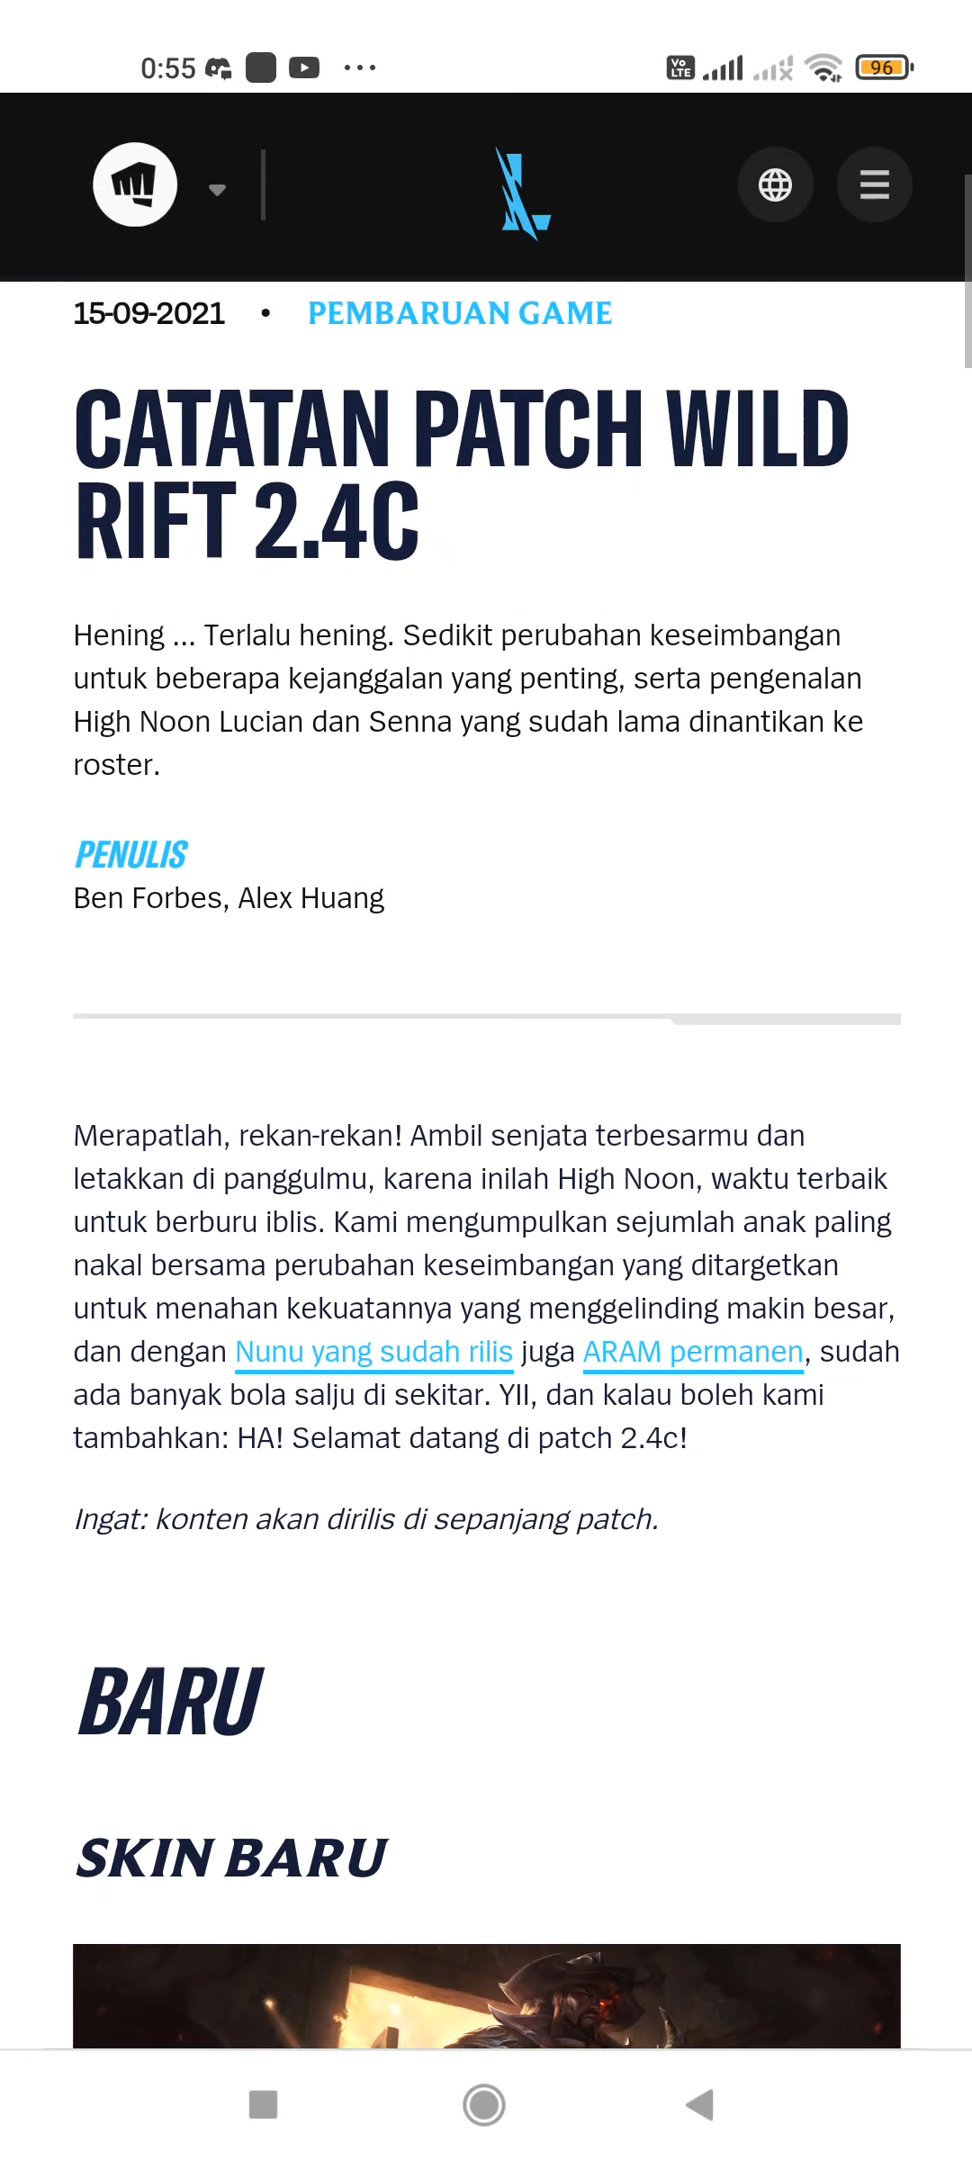 0:55
Vo LTE
96
15-09-2021 • PEMBARUAN GAME
CATATAN PATCH WILD
RIFT 2.4C
Hening ... Terlalu hening. Sedikit perubahan keseimbangan
untuk beberapa kejanggalan yang penting, serta pengenalan
High Noon Lucian dan Senna yang sudah lama dinantikan ke
roster.
PENULIS
Ben Forbes, Alex Huang
Merapatlah, rekan-rekan! Ambil senjata terbesarmu dan
letakkan di panggulmu, karena inilah High Noon, waktu terbaik
untuk berburu iblis. Kami mengumpulkan sejumlah anak paling
nakal bersama perubahan keseimbangan yang ditargetkan
untuk menahan kekuatannya yang menggelinding makin besar,
dan dengan Nunu yang sudah rilis juga ARAM permanen, sudah
ada banyak bola salju di sekitar. YII, dan kalau boleh kami
tambahkan: HA! Selamat datang di patch 2.4c!
Ingat: konten akan dirilis di sepanjang patch.
BARU
SKIN BARU